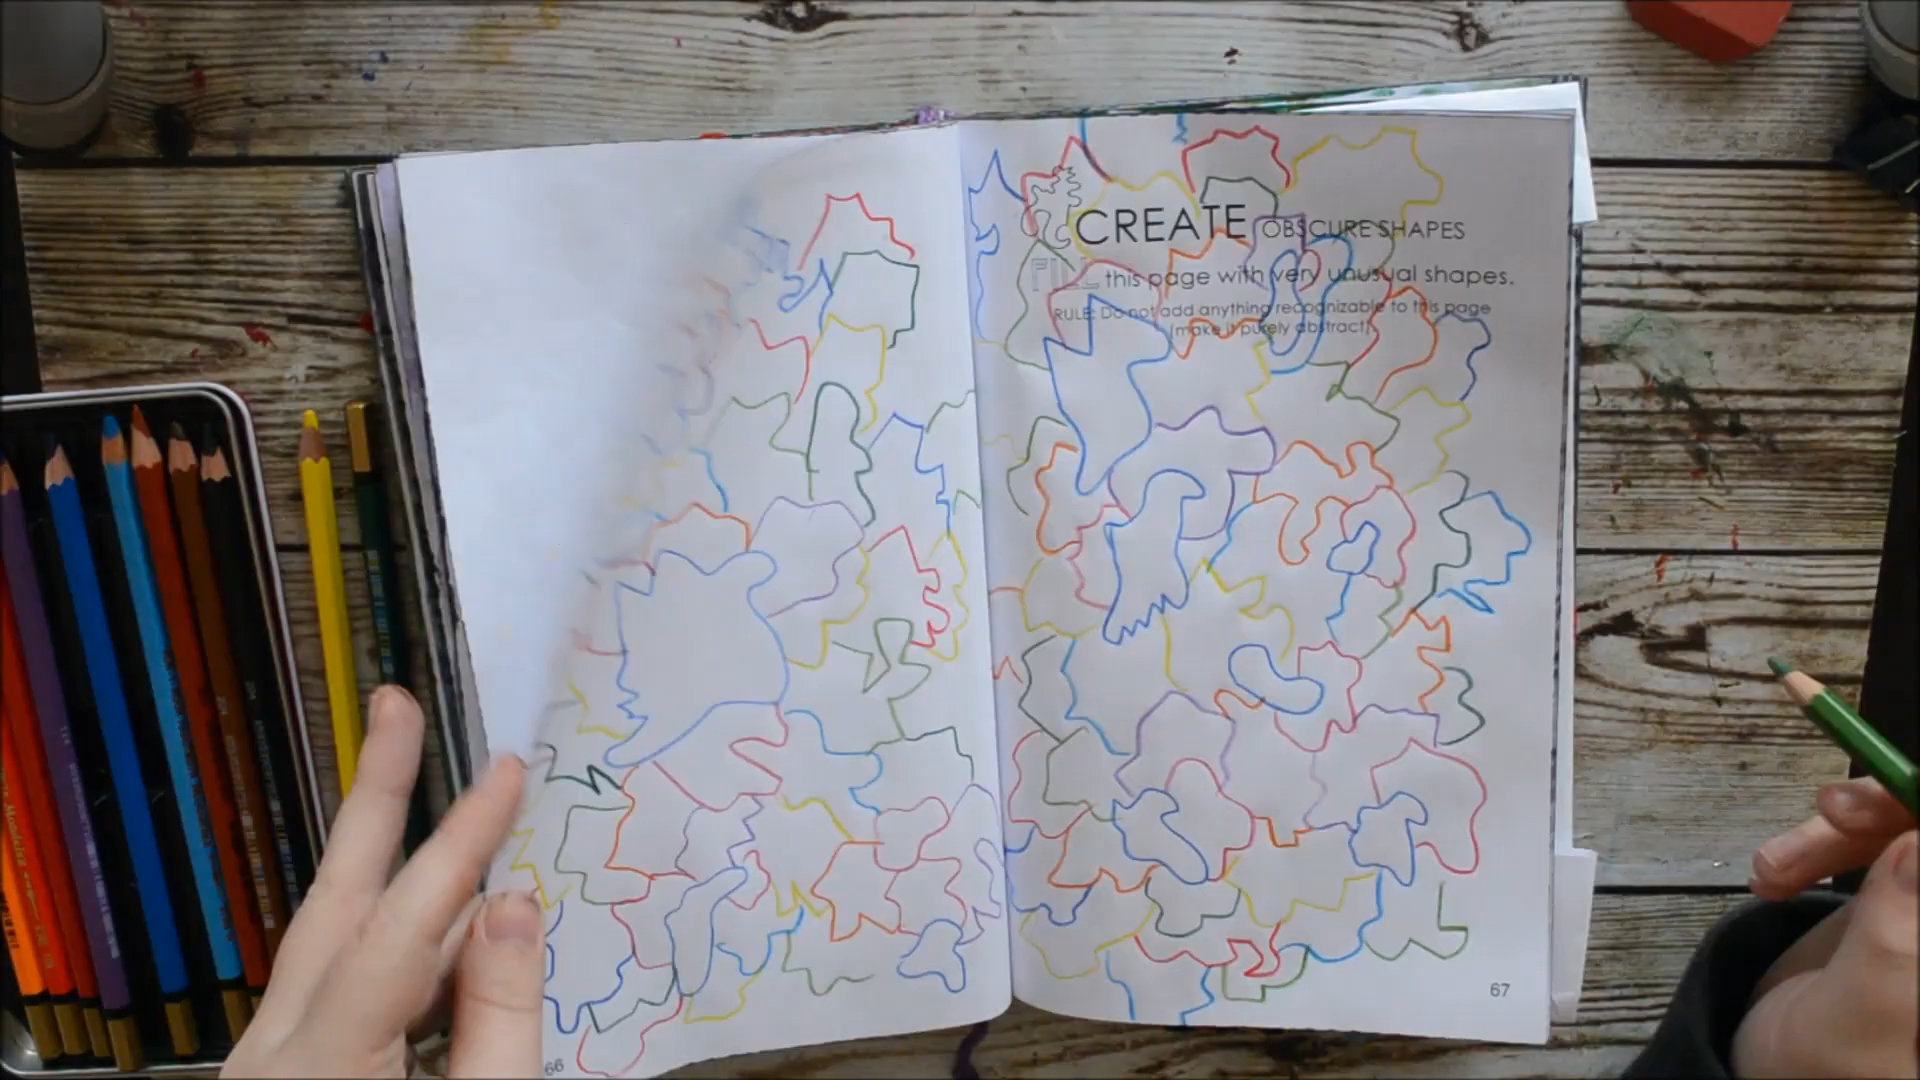 CREATE OBSCURE SHAPES
FILL this page with very unusual shapes.
RULE: Do not add anything recognizable to this page
(make it purely abstract)
67
66